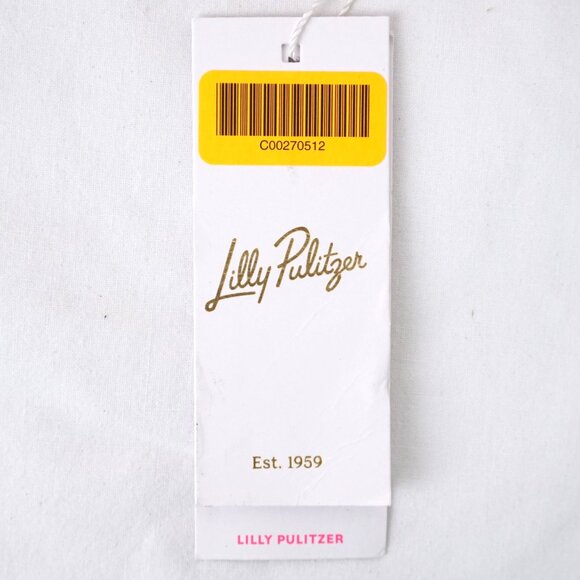 C00270512
Lilly Pulitzer
Est. 1959
LILLY PULITZER